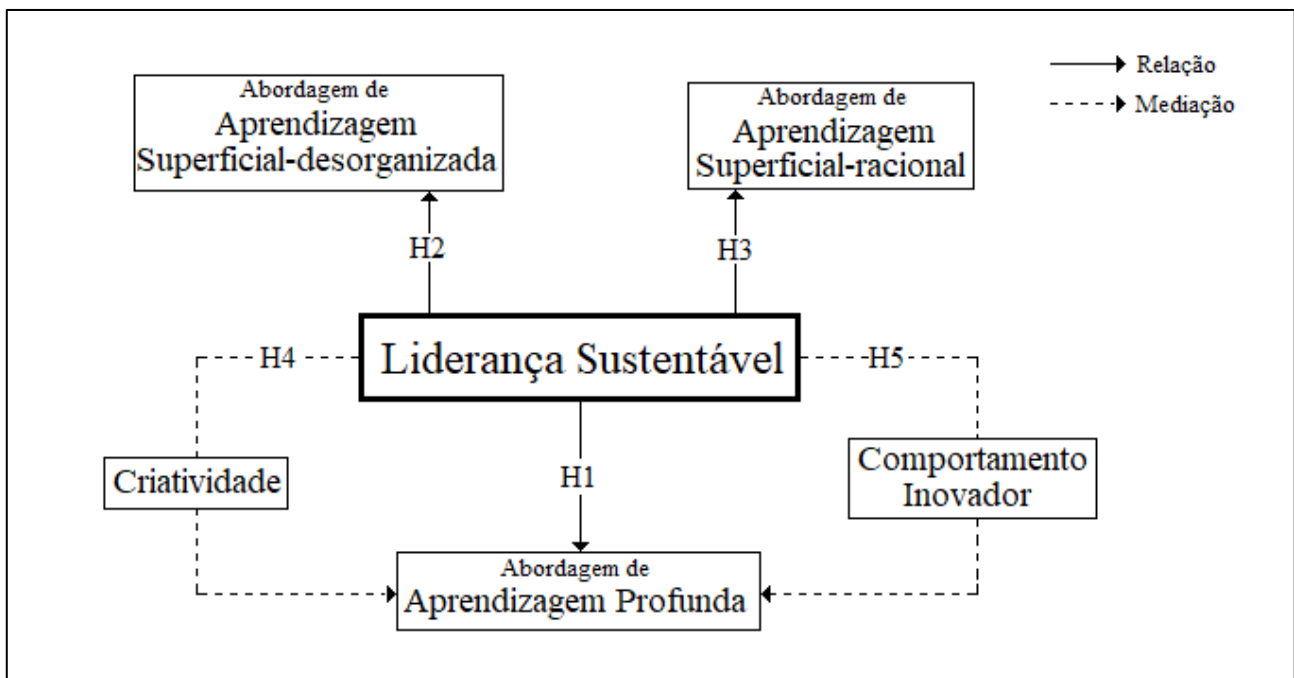 Abordagem de
Aprendizagem
Superficial-desorganizada
Abordagem de
Aprendizagem
Superficial-racional
Relação
Mediação
H2
H3
H4
Liderança Sustentável
H5
Criatividade
H1
Comportamento
Inovador
Abordagem de
Aprendizagem Profunda